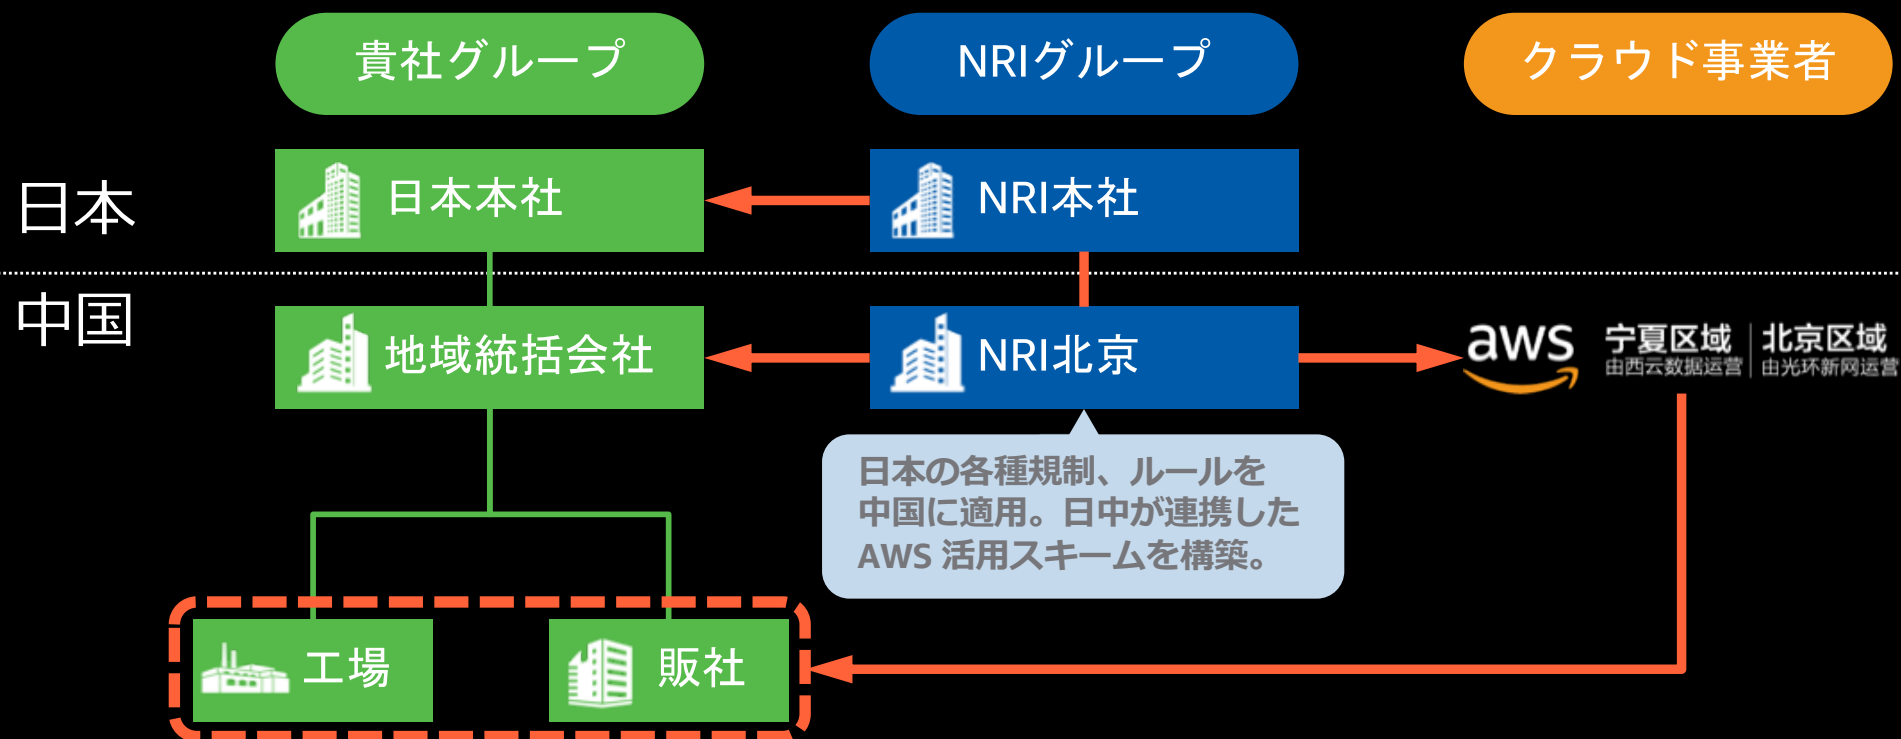 貴社グループ
NRIグループ
クラウド事業者
日本
日本本社
NRI本社
中国
地域統括会社
NRI北京
aws
宁夏区域
由西云数据运营
北京区域
由光环新网运营
日本の各種規制、ルールを
中国に適用。日中が連携した
AWS 活用スキームを構築。
工場
販社